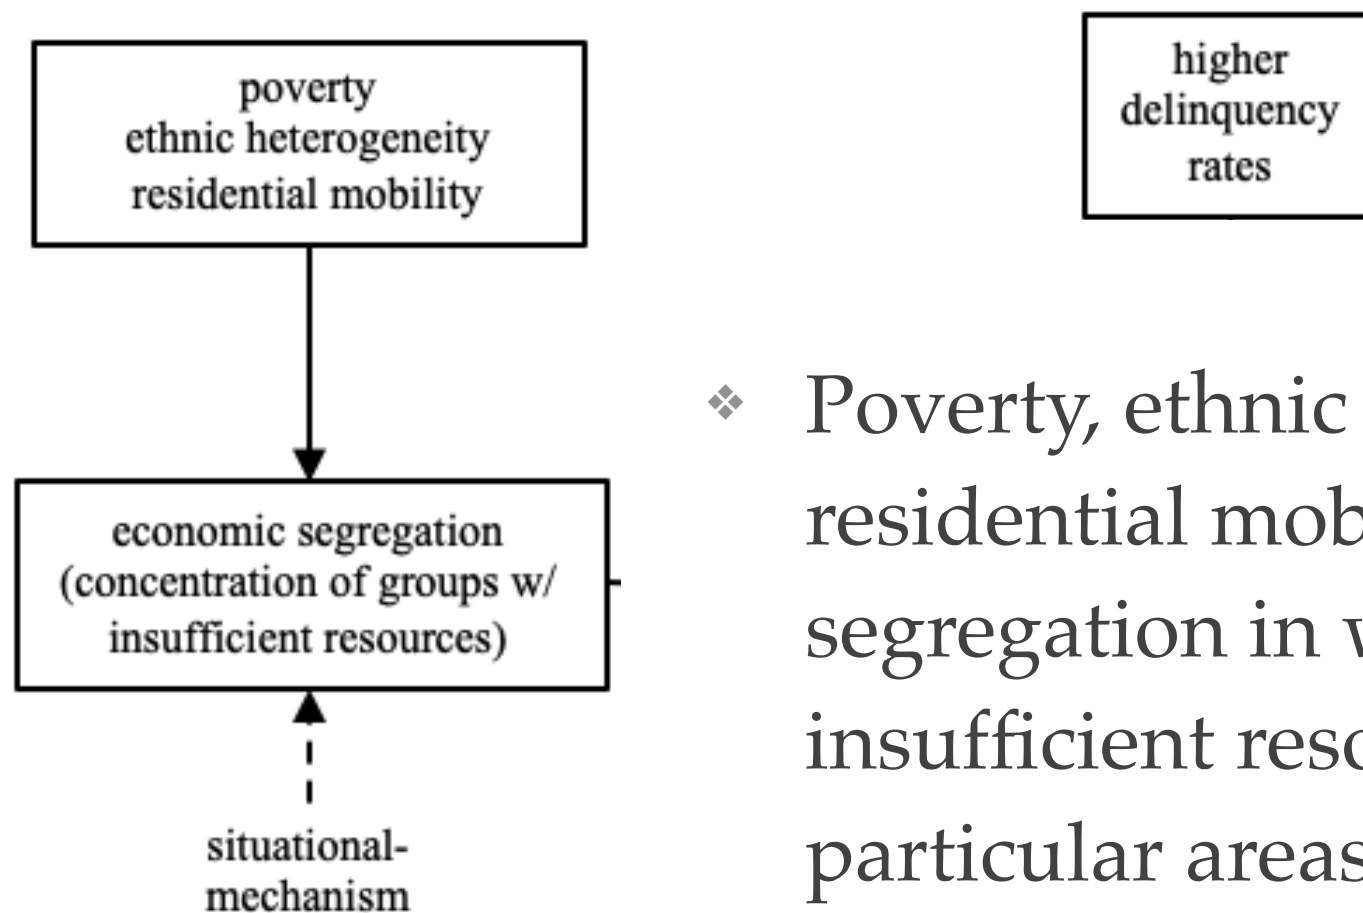 poverty
ethnic heterogeneity
residential mobility
higher
delinquency
rates
economic segregation
(concentration of groups w/
insufficient resources)
situational-
mechanism
Poverty, ethnic
residential mob
segregation in
insufficient reso
particular areas